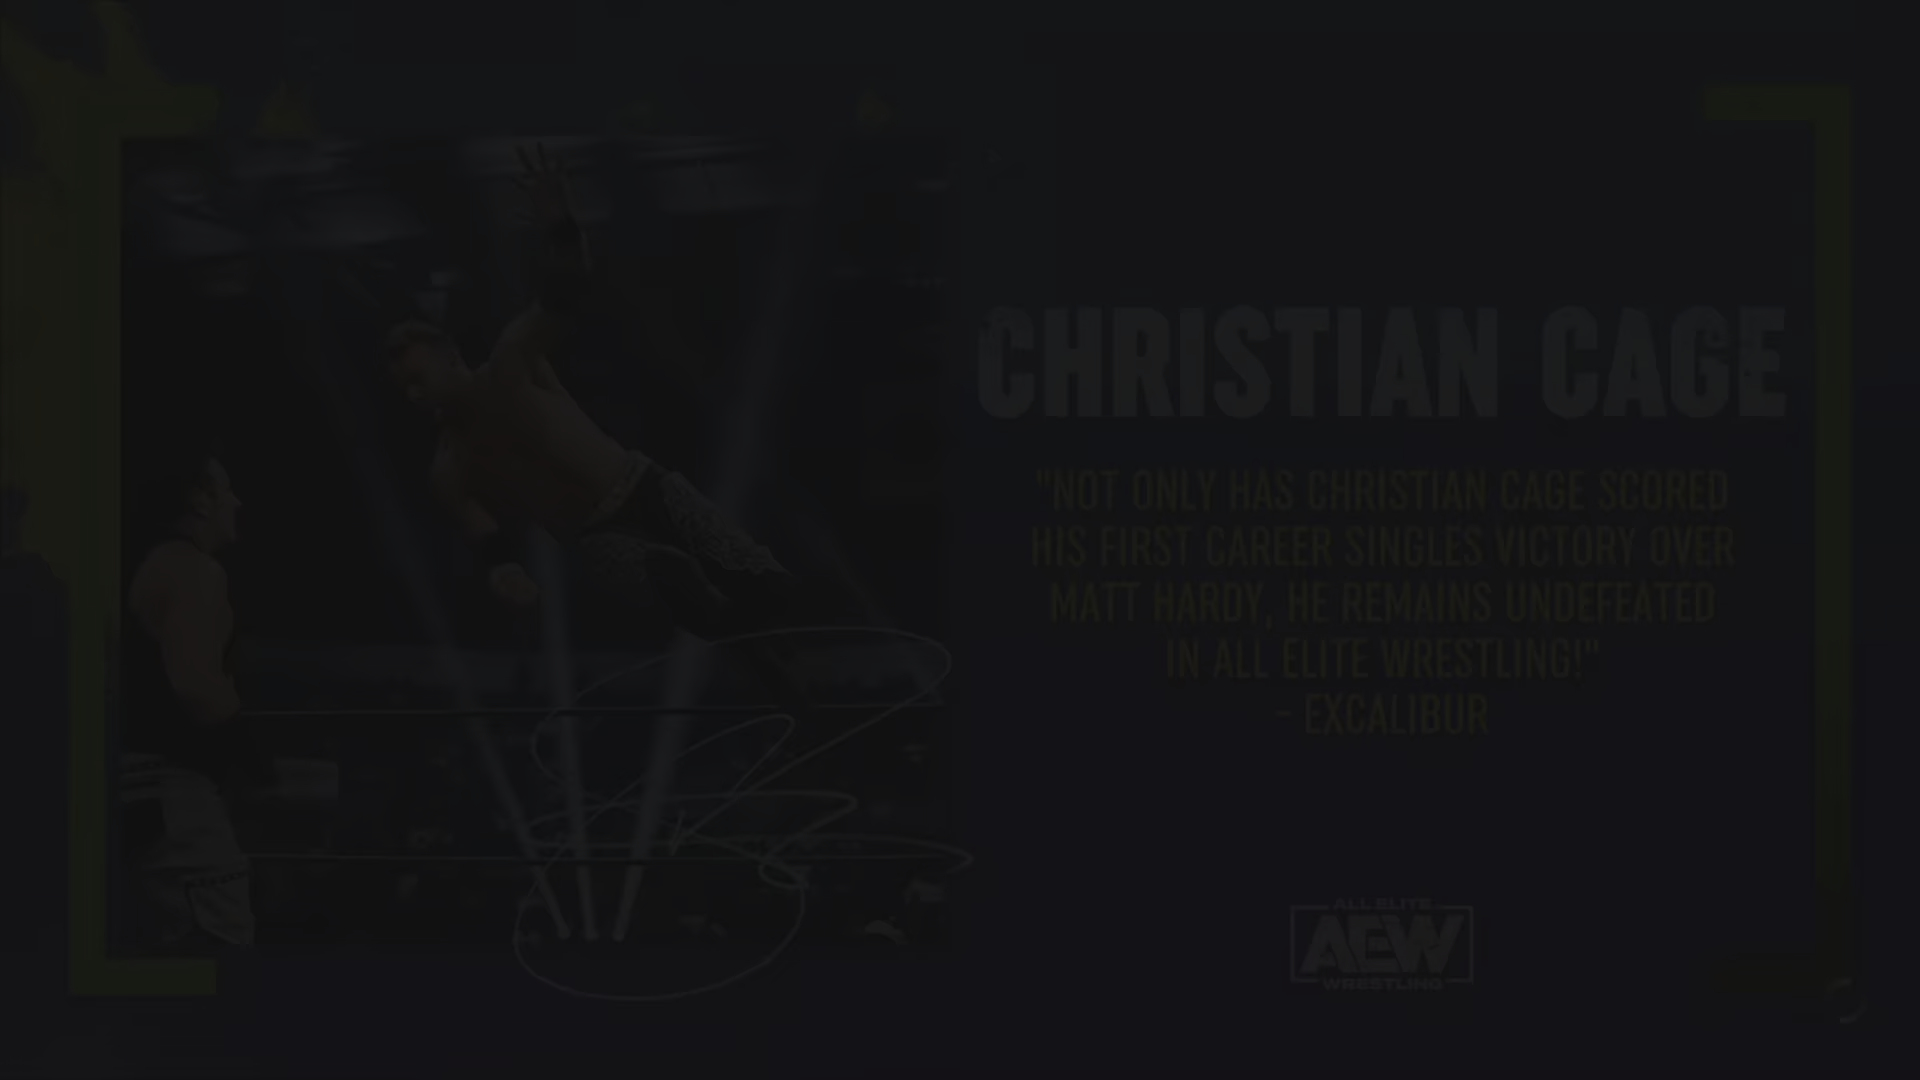 CHRISTIAN CAGE
"NOT ONLY HAS CHRISTIAN CAGE SCORED
HIS FIRST CAREER SINGLES VICTORY OVER
MATT HARDY, HE REMAINS UNDEFEATED
IN ALL ELITE WRESTLING!"
- EXCALIBUR
ALL ELITE
AEW
WRESTLING